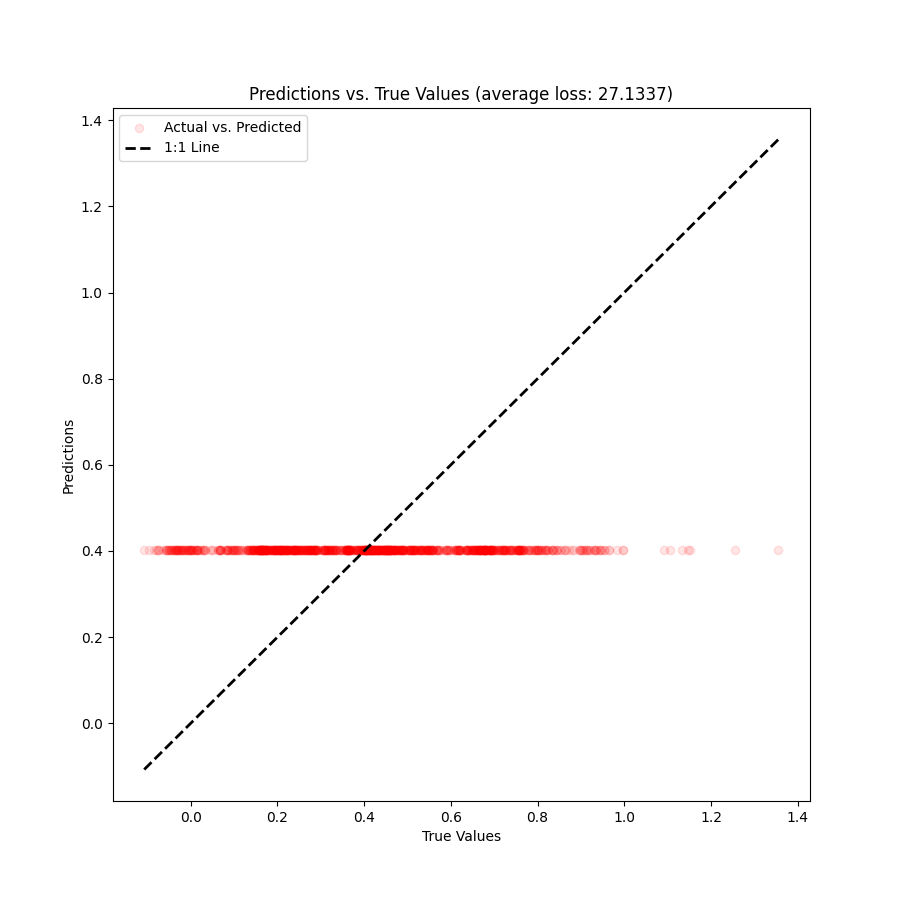 Predictions vs. True Values (average loss: 27.1337)
Actual vs. Predicted
1:1 Line
1.4
1.2
1.0
0.8
0.6
0.4
0.2
0.0
Predictions
0.0 0.2 0.4 0.6 0.8 1.0 1.2 1.4
True Values